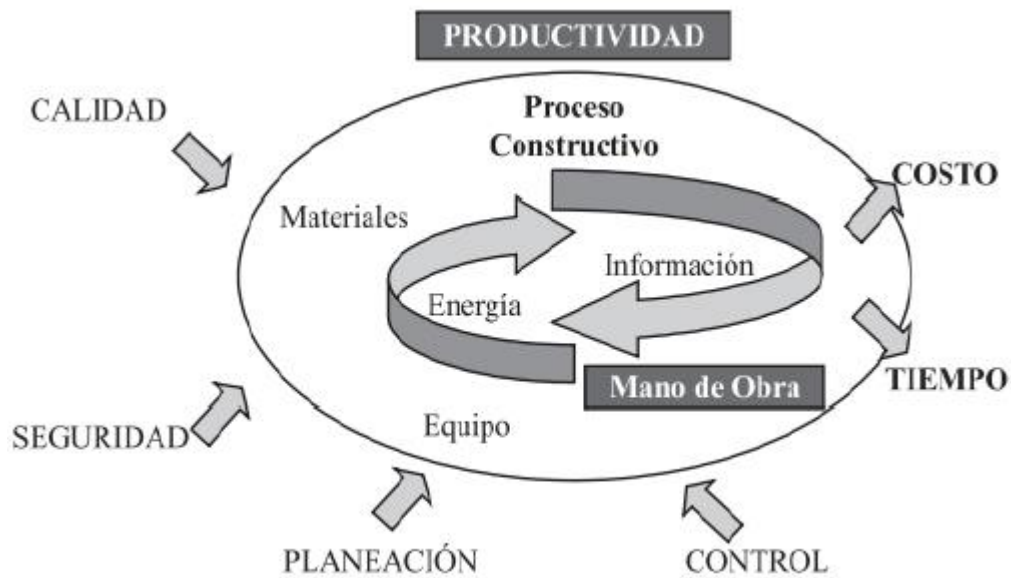 PRODUCTIVIDAD
CALIDAD
Proceso
Constructivo
COSTO
Materiales
Información
Energía
Mano de Obra
TIEMPO
Equipo
SEGURIDAD
PLANEACIÓN
CONTROL